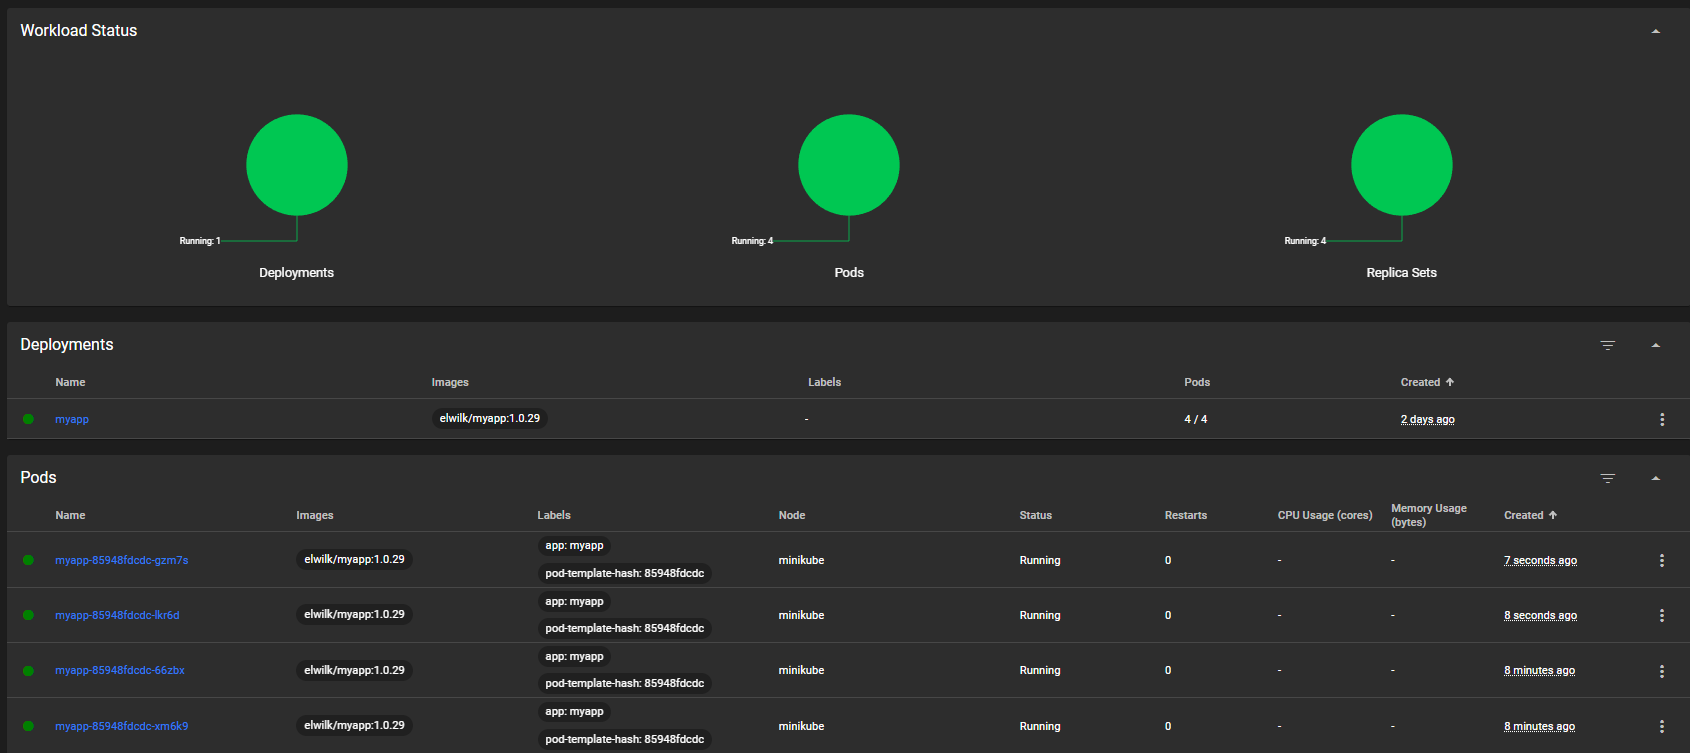 Workload Status
Running: 1
Running: 4
Running: 4
Deployments
Pods
Replica Sets
Deployments
Name Images Labels Pods Created
myapp elwilk/myapp:1.0.29 - 4 / 4 2 days ago
Pods
Name Images Labels Node Status Restarts CPU Usage (cores) Memory Usage (bytes) Created
myapp-85948fdcdc-gzm7s elwilk/myapp:1.0.29 app: myapp pod-template-hash: 85948fdcdc minikube Running 0 - - 7 seconds ago
myapp-85948fdcdc-lkr6d elwilk/myapp:1.0.29 app: myapp pod-template-hash: 85948fdcdc minikube Running 0 - - 8 seconds ago
myapp-85948fdcdc-66zbx elwilk/myapp:1.0.29 app: myapp pod-template-hash: 85948fdcdc minikube Running 0 - - 8 minutes ago
myapp-85948fdcdc-xm6k9 elwilk/myapp:1.0.29 app: myapp pod-template-hash: 85948fdcdc minikube Running 0 - - 8 minutes ago